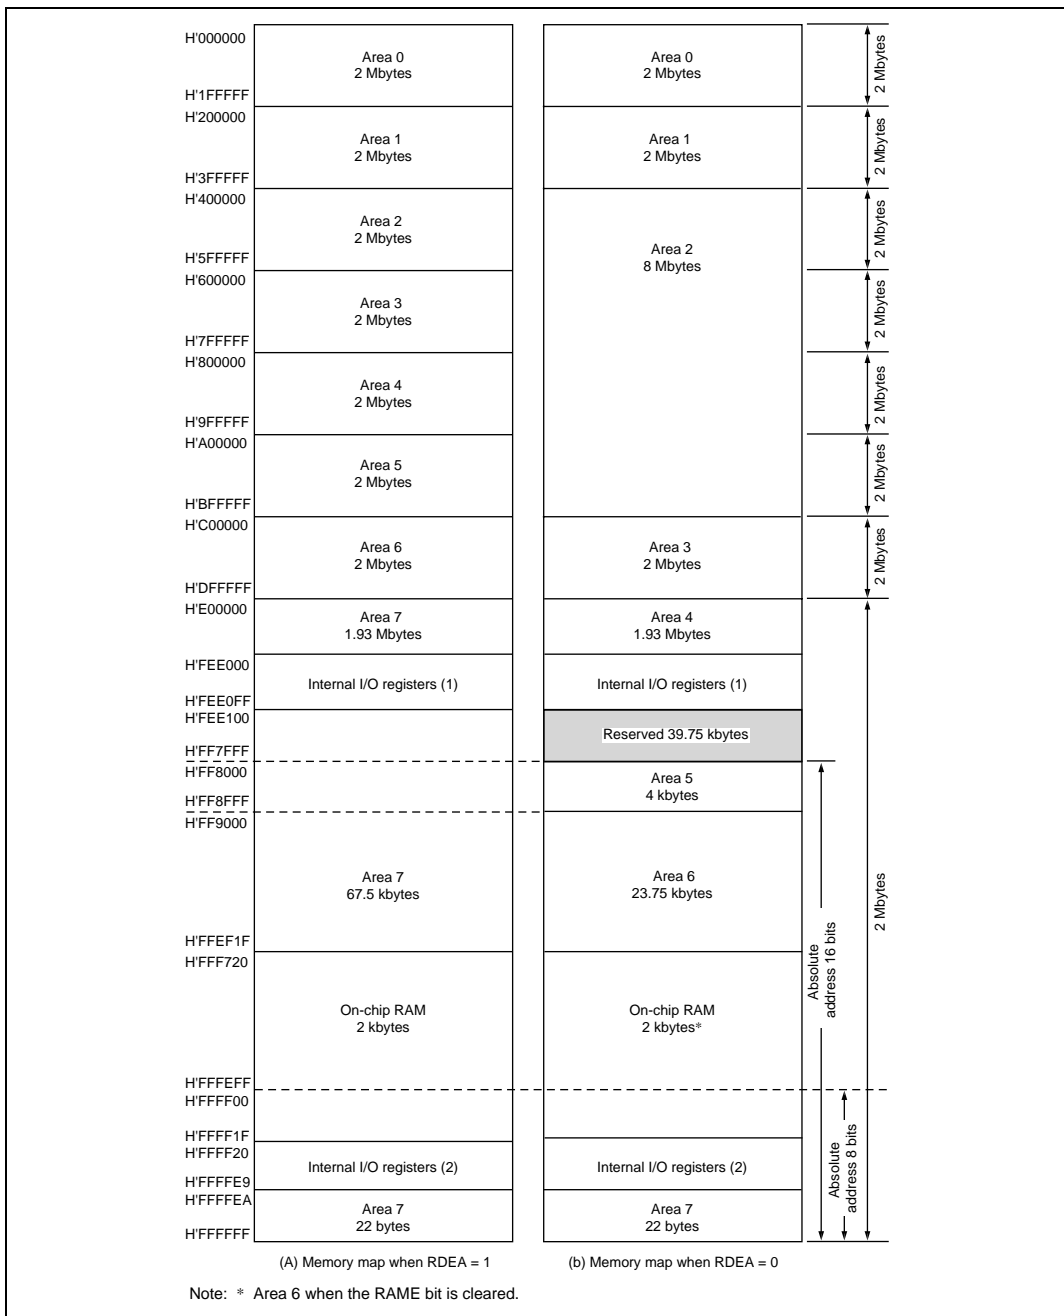 H'000000
Area 0
2 Mbytes
Area 0
2 Mbytes
2 Mbytes
H'1FFFFF
H'200000
Area 1
2 Mbytes
Area 1
2 Mbytes
2 Mbytes
H'3FFFFF
H'400000
Area 2
2 Mbytes
Area 2
8 Mbytes
2 Mbytes
H'5FFFFF
H'600000
Area 3
2 Mbytes
2 Mbytes
H'7FFFFF
H'800000
Area 4
2 Mbytes
2 Mbytes
H'9FFFFF
H'A00000
Area 5
2 Mbytes
2 Mbytes
H'BFFFFF
H'C00000
Area 6
2 Mbytes
Area 3
2 Mbytes
2 Mbytes
H'DFFFFF
H'E00000
Area 7
1.93 Mbytes
Area 4
1.93 Mbytes
H'FEE000
Internal I/O registers (1)
Internal I/O registers (1)
H'FEE0FF
H'FEE100
Reserved 39.75 kbytes
H'FF7FFF
H'FF8000
Area 5
4 kbytes
H'FF8FFF
H'FF9000
Area 7
67.5 kbytes
Area 6
23.75 kbytes
2 Mbytes
Absolute
address 16 bits
H'FFEF1F
H'FFF720
On-chip RAM
2 kbytes
On-chip RAM
2 kbytes*
H'FFFEFF
H'FFFF00
H'FFFF1F
H'FFFF20
Internal I/O registers (2)
Internal I/O registers (2)
Absolute
address 8 bits
H'FFFFE9
H'FFFFEA
Area 7
22 bytes
Area 7
22 bytes
H'FFFFFF
(A) Memory map when RDEA = 1
(b) Memory map when RDEA = 0
Note: * Area 6 when the RAME bit is cleared.